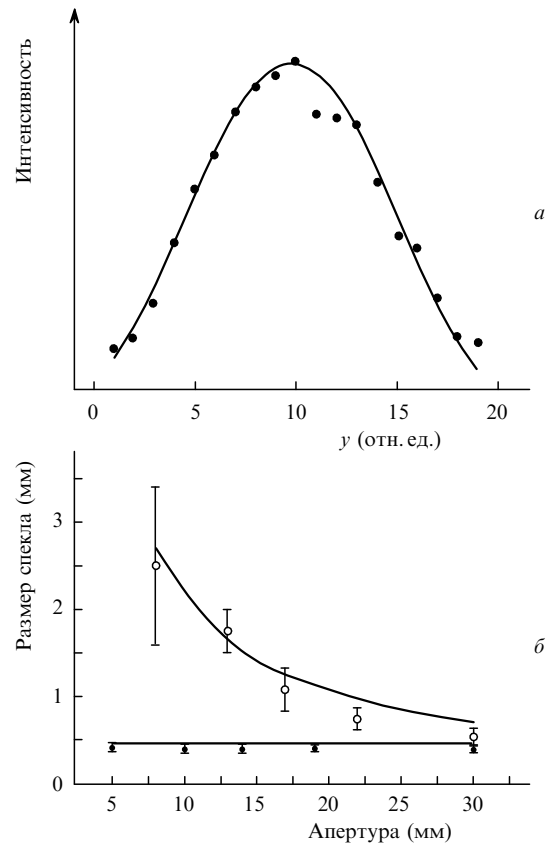 Интенсивность
а
0 5 10 15 20
y (отн. ед.)
Размер спекла (мм)
3
2
1
0
б
5 10 15 20 25 30
Апертура (мм)